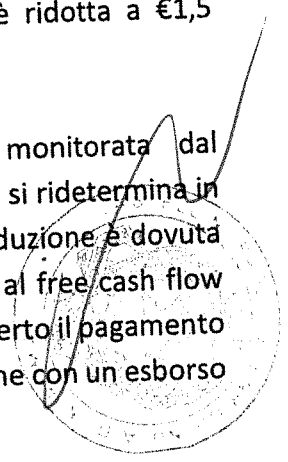 è ridotta a €1,5
monitorata dal
si ridetermina in
duzione è dovuta
al free cash flow
erto il pagamento
ne con un esborso